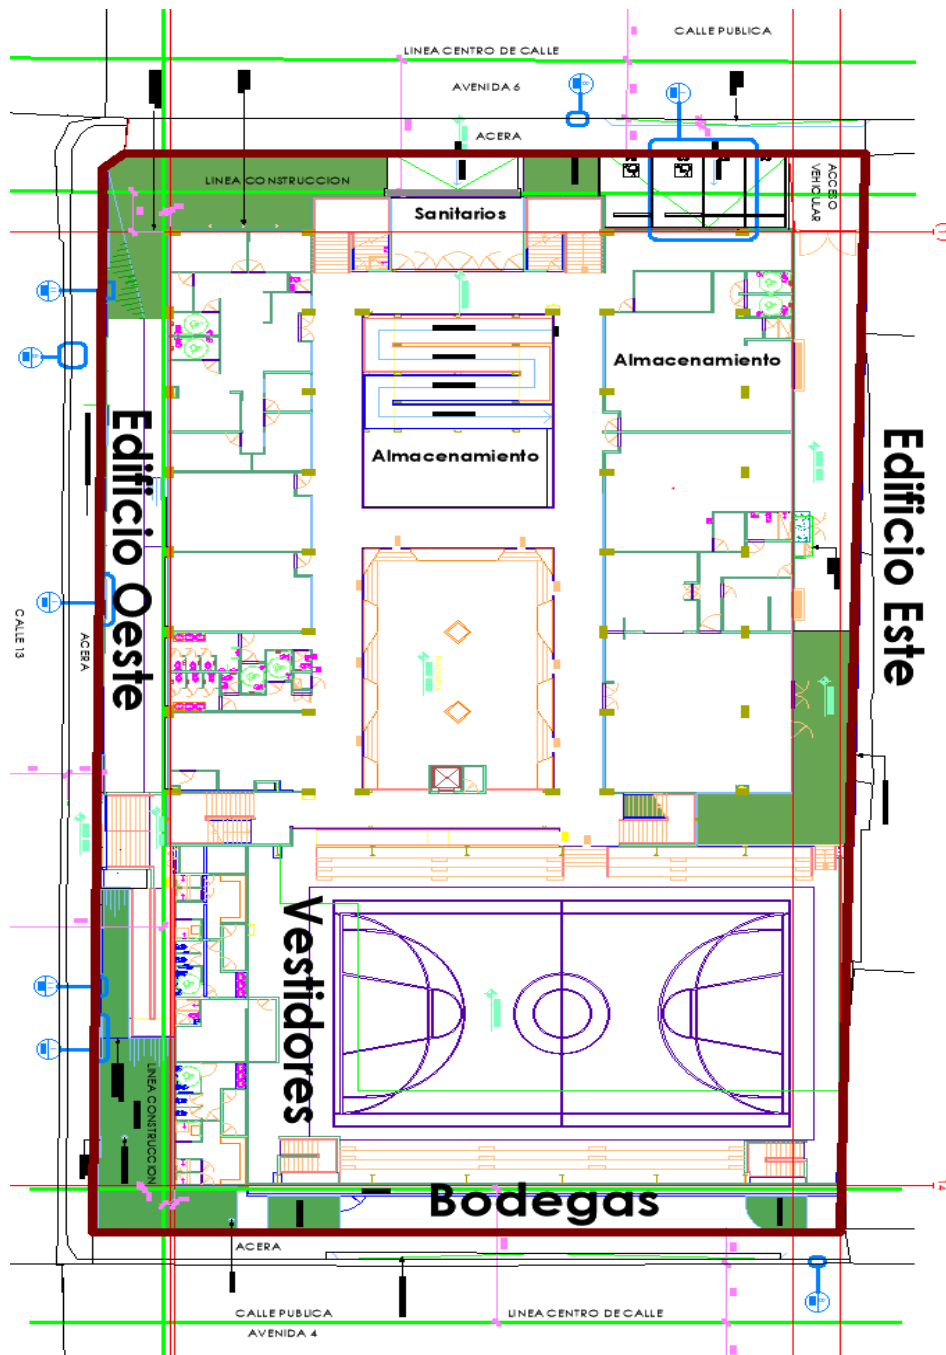 CALLE PUBLICA
LINEA CENTRO DE CALLE
AVENIDA 6
ACERA
LINEA CONSTRUCCION
ACCESO
VEHICULAR
Sanitarios
Almacenamiento
Almacenamiento
Edificio Oeste
Edificio Este
CALLE 13
ACERA
Vestidores
LINEA CONSTRUCCION
Bodegas
ACERA
CALLE PUBLICA
LINEA CENTRO DE CALLE
AVENIDA 4